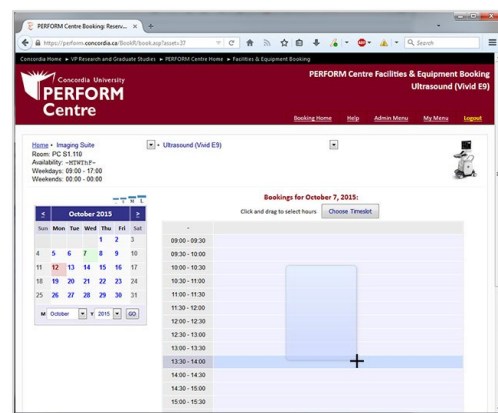 PERFORM Centre Booking: Reserv...
https://perform.concordia.ca/Bookfl/book.asp?asset=37
Search
Concordia Home ► VP Research and Graduate Studies ► PERFORM Centre Home ► Facilities & Equipment Booking
Concordia University
PERFORM
Centre
PERFORM Centre Facilities & Equipment Booking
Ultrasound (Vivid E9)
Booking Home Help Admin Menu My Menu Logout
Home • Imaging Suite • Ultrasound (Vivid E9)
Room: PC S1.110
Availability: -MTWThF-
Weekdays: 09:00 - 17:00
Weekends: 00:00 - 00:00
Bookings for October 7, 2015:
Click and drag to select hours Choose Timeslot
≤ October 2015 ≥
Sun Mon Tue Wed Thu Fri Sat
1 2 3
4 5 6 7 8 9 10
11 12 13 14 15 16 17
18 19 20 21 22 23 24
25 26 27 28 29 30 31
M October Y 2015 GO
-
09:00 - 09:30
09:30 - 10:00
10:00 - 10:30
10:30 - 11:00
11:00 - 11:30
11:30 - 12:00
12:00 - 12:30
12:30 - 13:00
13:00 - 13:30
13:30 - 14:00
14:00 - 14:30
14:30 - 15:00
15:00 - 15:30